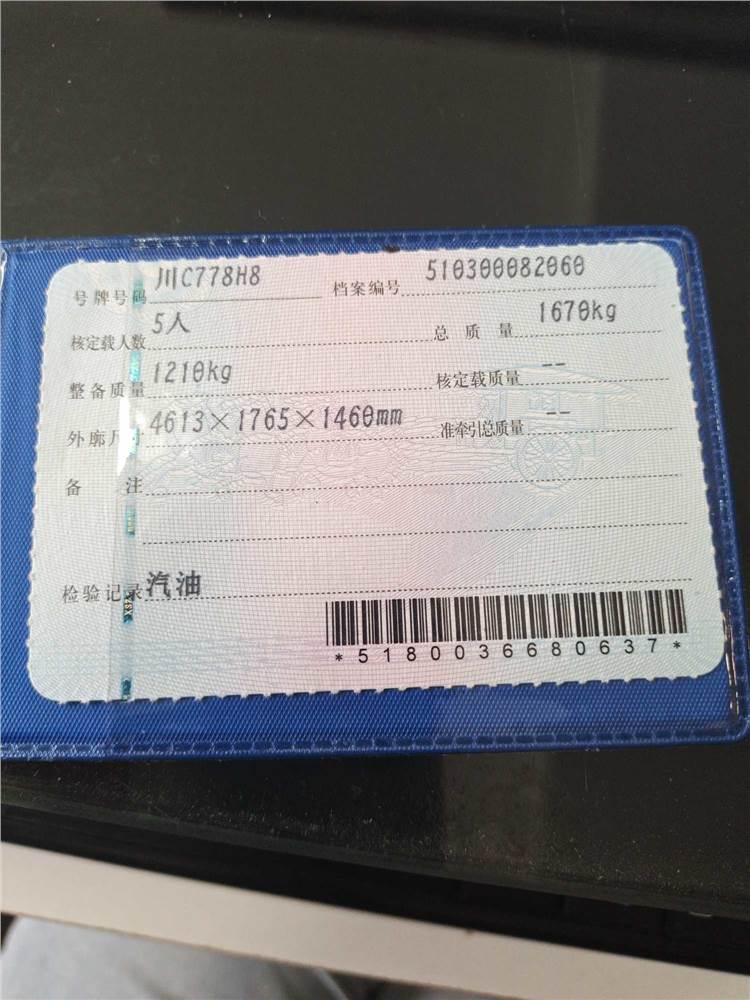 号牌号码 川C778H8 档案编号 510300082060
核定载人数 5人 总质量 1670kg
整备质量 1210kg 核定载质量 --
外廓尺寸 4613×1765×1460mm 准牵引总质量 --
备注
检验记录 汽油
*5180036680637*